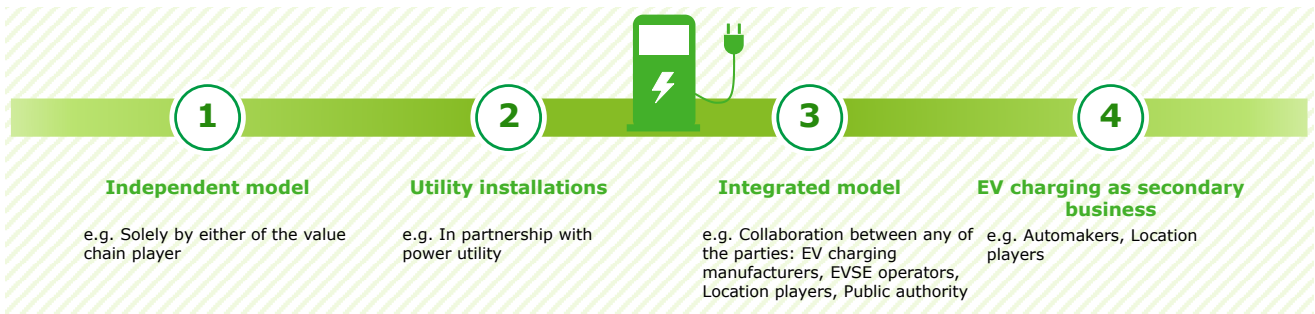 1
Independent model
e.g. Solely by either of the value
chain player
2
Utility installations
e.g. In partnership with
power utility
3
Integrated model
e.g. Collaboration between any of
the parties: EV charging
manufacturers, EVSE operators,
Location players, Public authority
4
EV charging as secondary
business
e.g. Automakers, Location
players